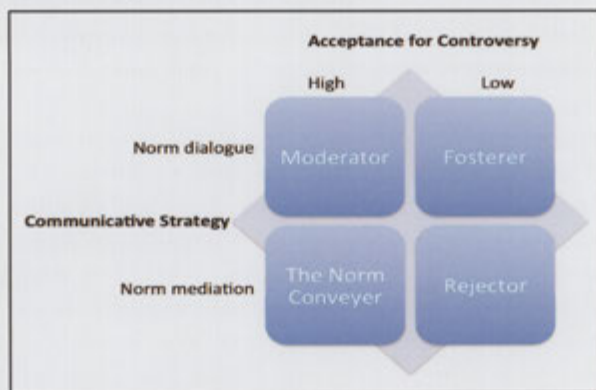 Acceptance for Controversy
High Low
Norm dialogue Moderator Fosterer
Communicative Strategy
Norm mediation The Norm Conveyer Rejector